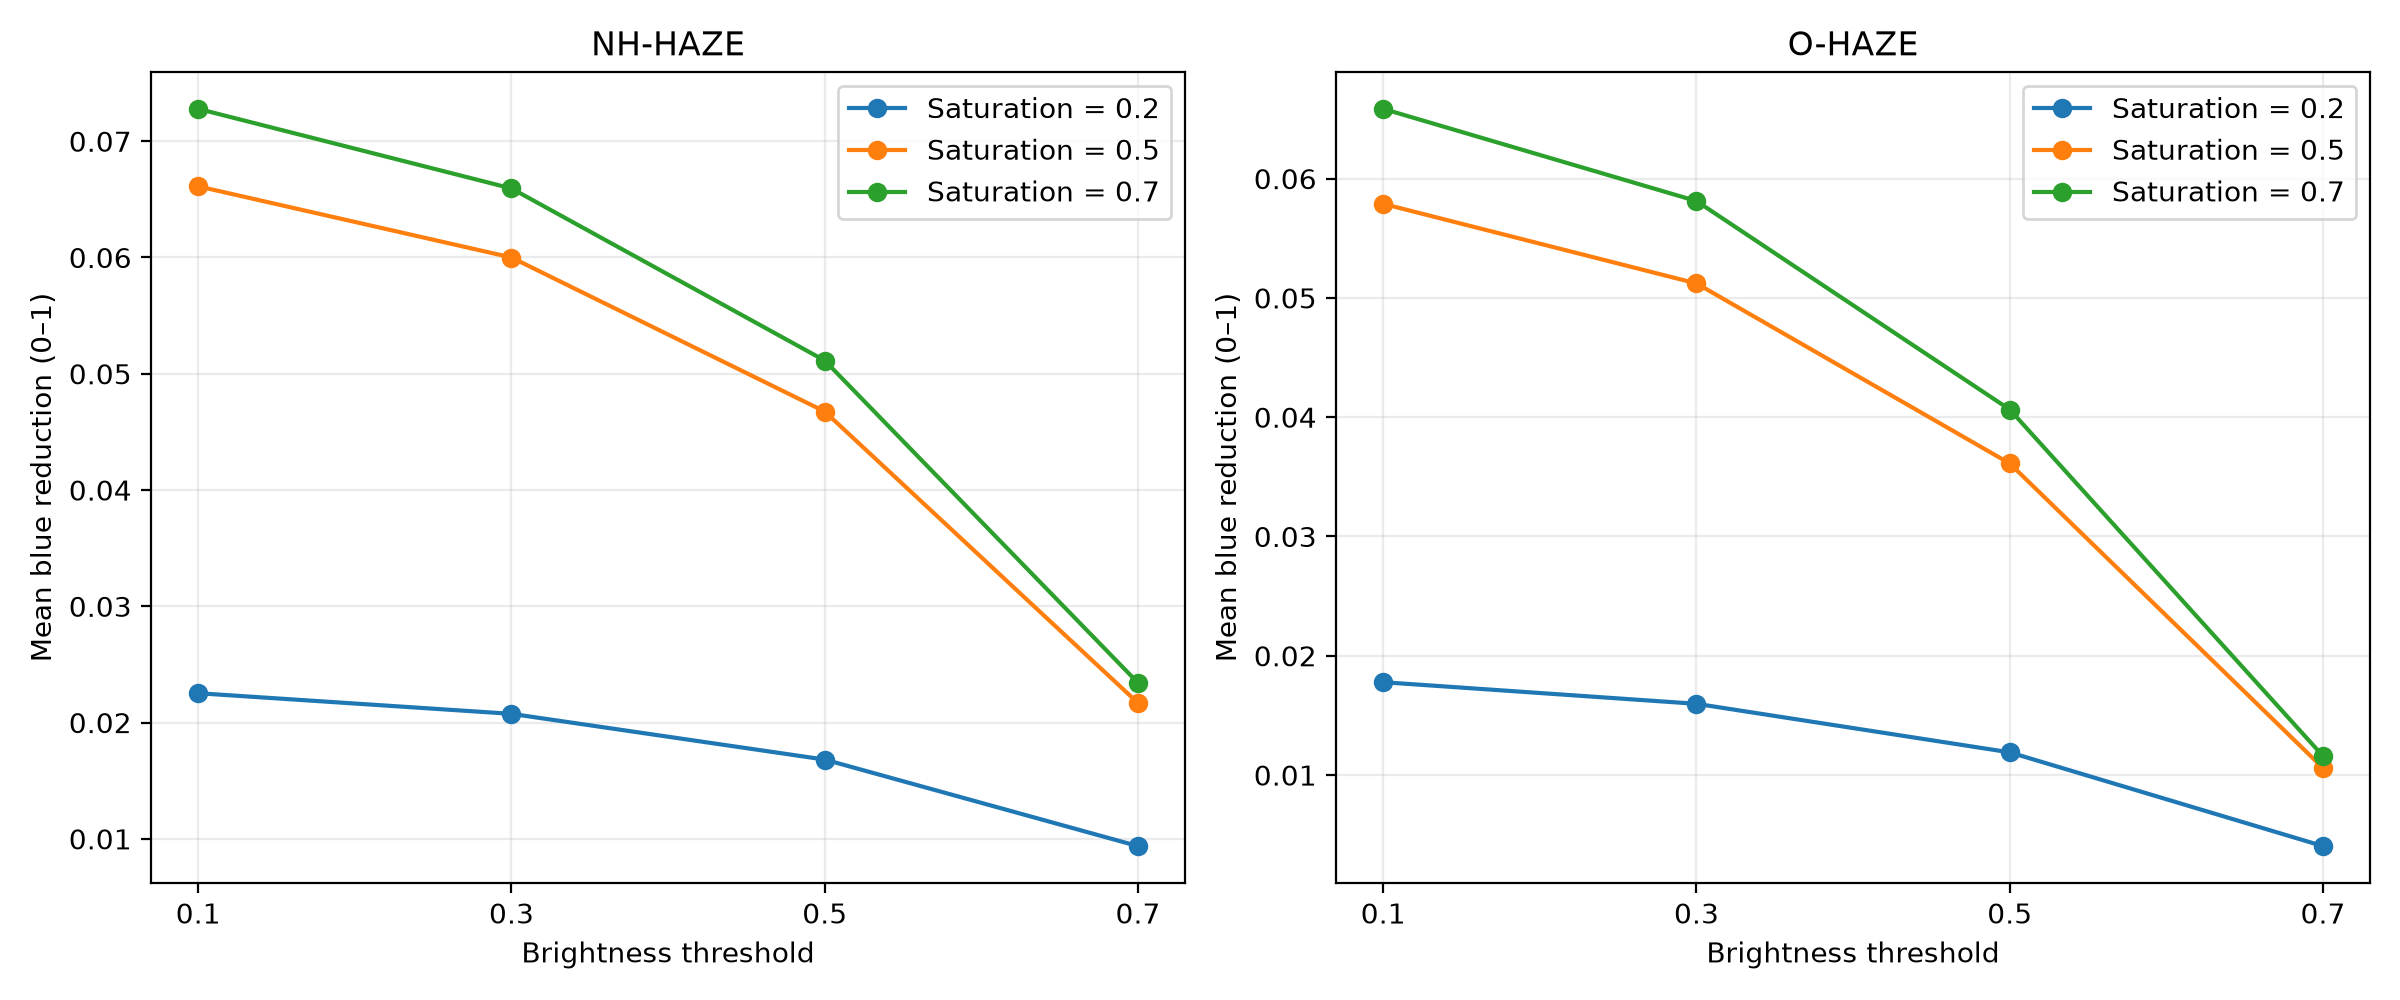 NH-HAZE
Mean blue reduction (0–1)
0.07
0.06
0.05
0.04
0.03
0.02
0.01
Saturation = 0.2
Saturation = 0.5
Saturation = 0.7
0.1 0.3 0.5 0.7
Brightness threshold
O-HAZE
Mean blue reduction (0–1)
0.06
0.05
0.04
0.03
0.02
0.01
Saturation = 0.2
Saturation = 0.5
Saturation = 0.7
0.1 0.3 0.5 0.7
Brightness threshold